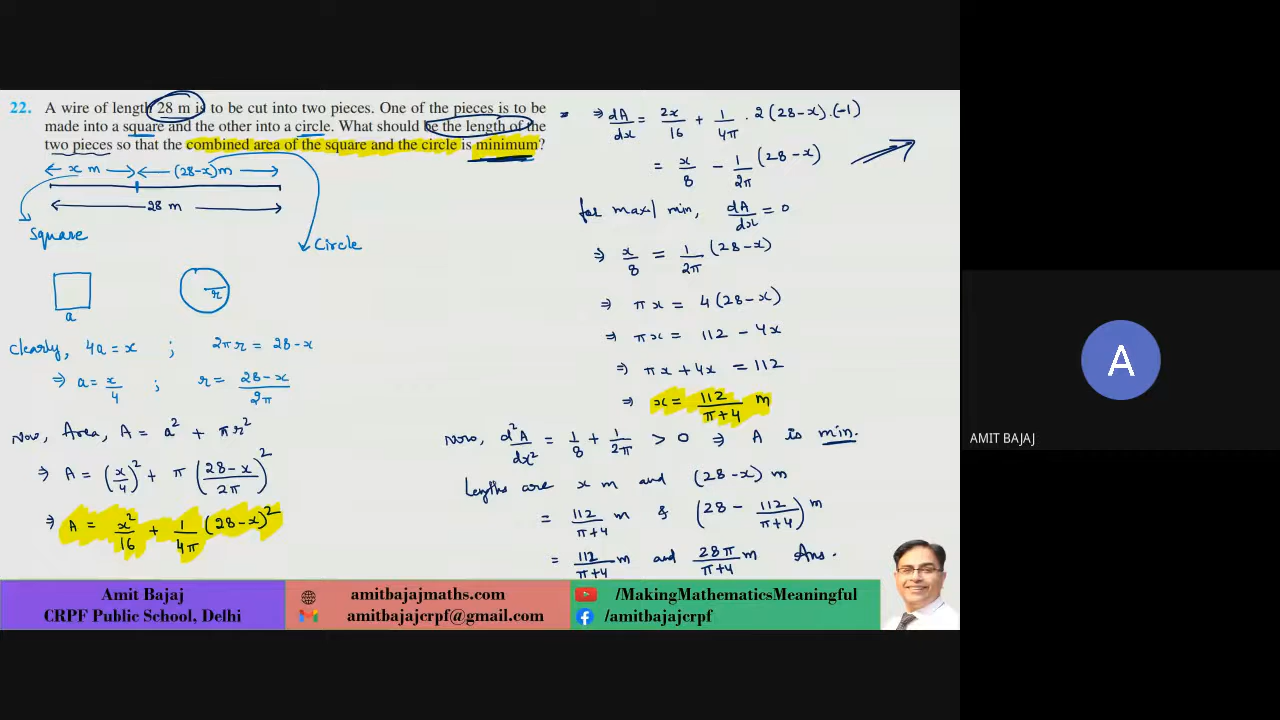 22. A wire of length 28 m is to be cut into two pieces. One of the pieces is to be
made into a square and the other into a circle. What should be the length of the
two pieces so that the combined area of the square and the circle is minimum?
x m (28-x)m
28 m
Square
Circle
a
r
Clearly, 4a = x ; 2πr = 28-x
⇒ a = x/4 ; r = (28-x)/2π
Now, Area, A = a² + πr²
⇒ A = (x/4)² + π((28-x)/2π)²
⇒ A = x²/16 + 1/4π (28-x)²
⇒ dA/dx = 2x/16 + 1/4π · 2(28-x)·(-1)
= x/8 - 1/2π (28-x)
for max/min, dA/dx = 0
⇒ x/8 = 1/2π (28-x)
⇒ πx = 4(28-x)
⇒ πx = 112 - 4x
⇒ πx + 4x = 112
⇒ x = 112/(π+4) m
Now, d²A/dx² = 1/8 + 1/2π > 0 ⇒ A is min.
Lengths are x m and (28-x) m
= 112/(π+4) m & (28 - 112/(π+4)) m
= 112/(π+4) m and 28π/(π+4) m Ans.
Amit Bajaj
CRPF Public School, Delhi
amitbajajmaths.com
amitbajajcrpf@gmail.com
/MakingMathematicsMeaningful
/amitbajajcrpf
A
AMIT BAJAJ